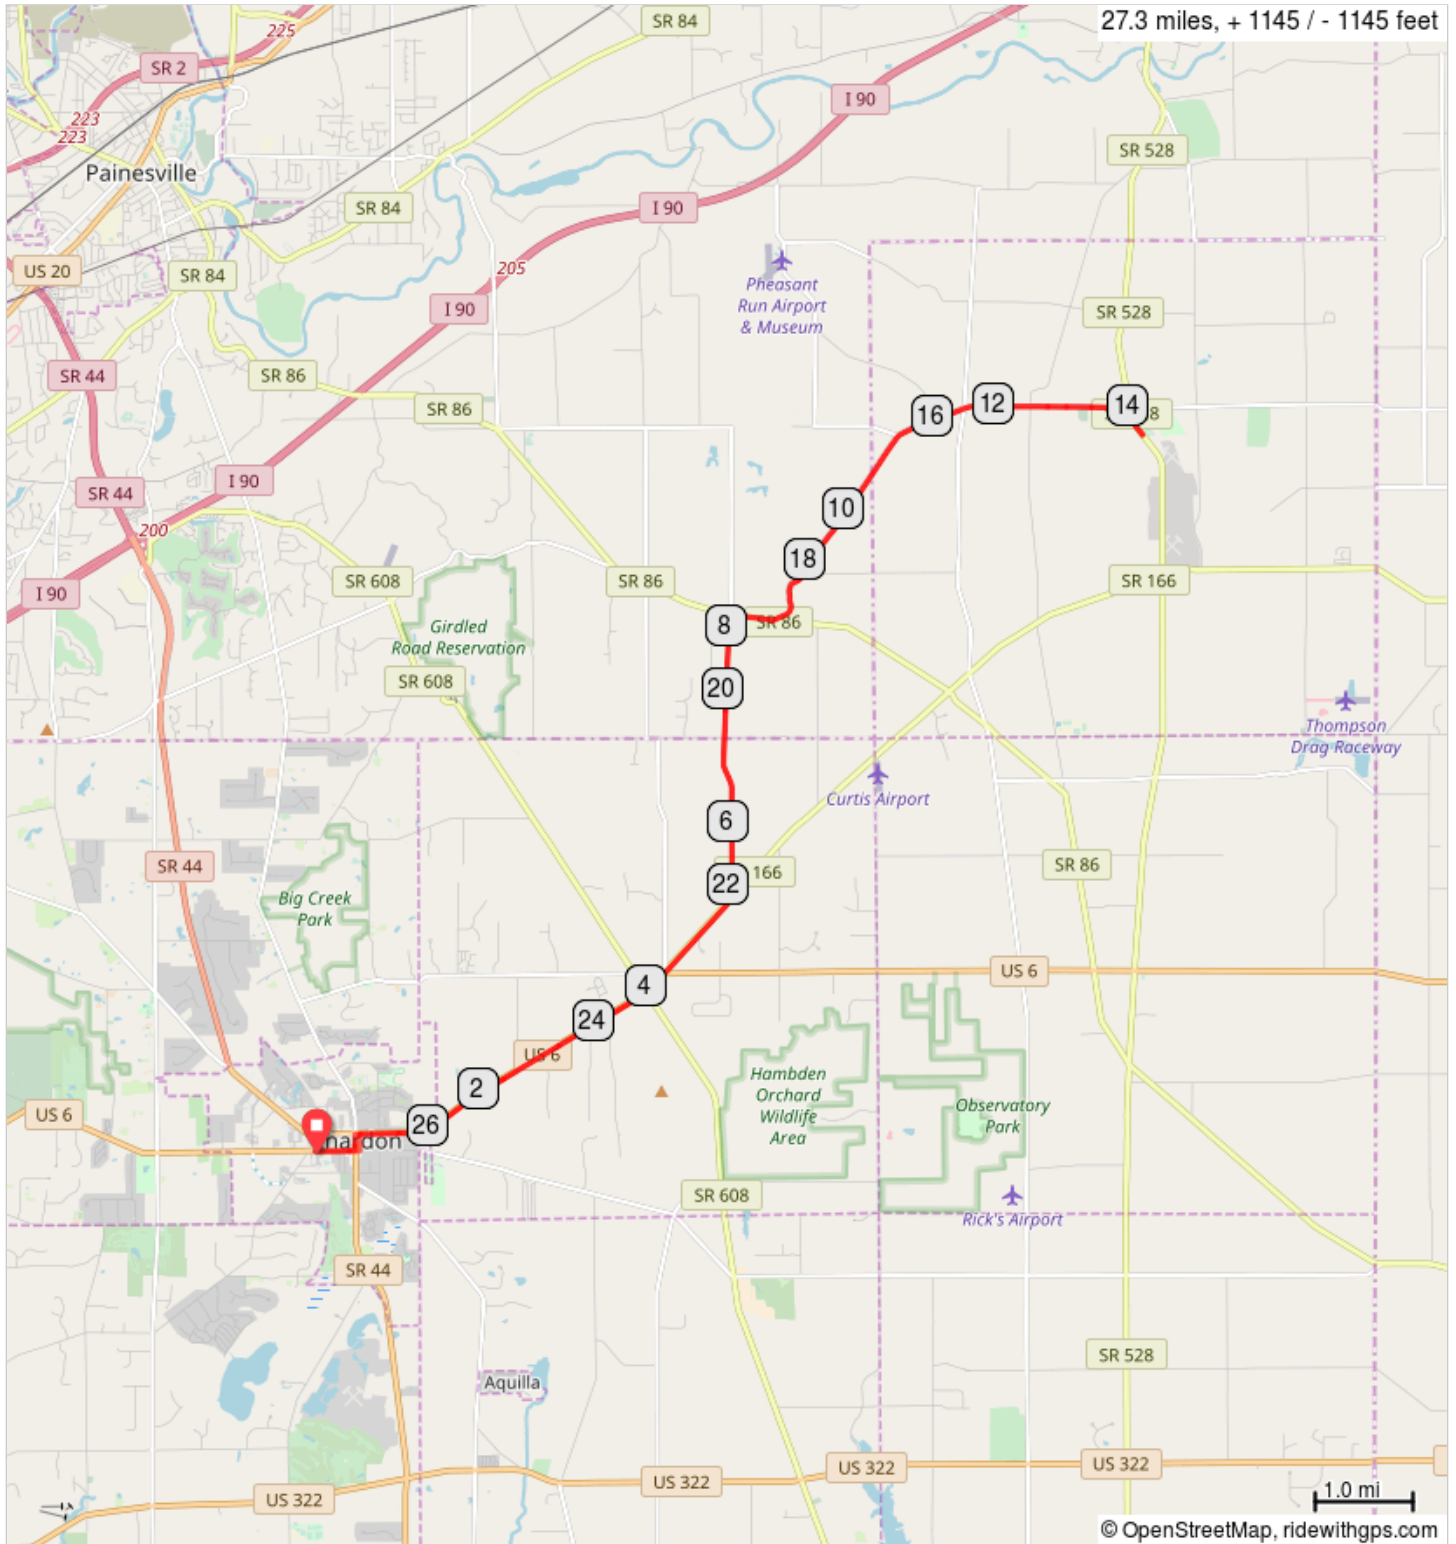 27.3 miles, + 1145 / - 1145 feet
SR 84
225
SR 2
I 90
223
223
SR 528
Painesville
SR 84
I 90
US 20
SR 84
205
Pheasant
Run Airport
& Museum
I 90
SR 528
SR 44
SR 86
SR 86
16
12
14
8
SR 44
I 90
10
200
18
I 90
SR 608
SR 86
SR 166
8
SR 86
Girdled
Road Reservation
SR 608
20
Thompson
Drag Raceway
Curtis Airport
6
SR 44
166
SR 86
22
Big Creek
Park
US 6
4
24
US 6
2
Hambden
Orchard
Wildlife
Area
Observatory
Park
US 6
26
hardon
SR 608
Rick's Airport
SR 44
SR 528
Aquilla
US 322
US 322
US 322
US 322
1.0 mi
© OpenStreetMap, ridewithgps.com